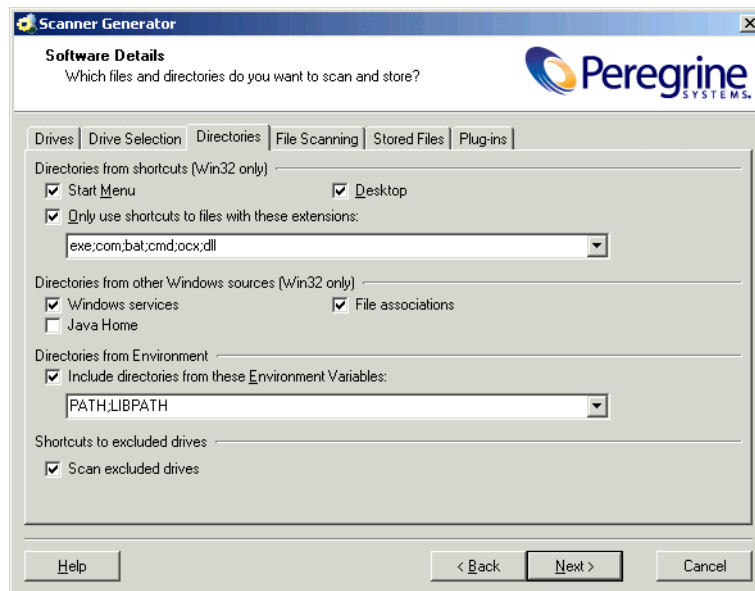 Scanner Generator
Software Details
Which files and directories do you want to scan and store?
Peregrine
SYSTEMS.
Drives Drive Selection Directories File Scanning Stored Files Plug-ins
Directories from shortcuts (Win32 only)
Start Menu Desktop
Only use shortcuts to files with these extensions:
exe;com;bat;cmd;ocx;dll
Directories from other Windows sources (Win32 only)
Windows services File associations
Java Home
Directories from Environment
Include directories from these Environment Variables:
PATH;LIBPATH
Shortcuts to excluded drives
Scan excluded drives
Help < Back Next > Cancel